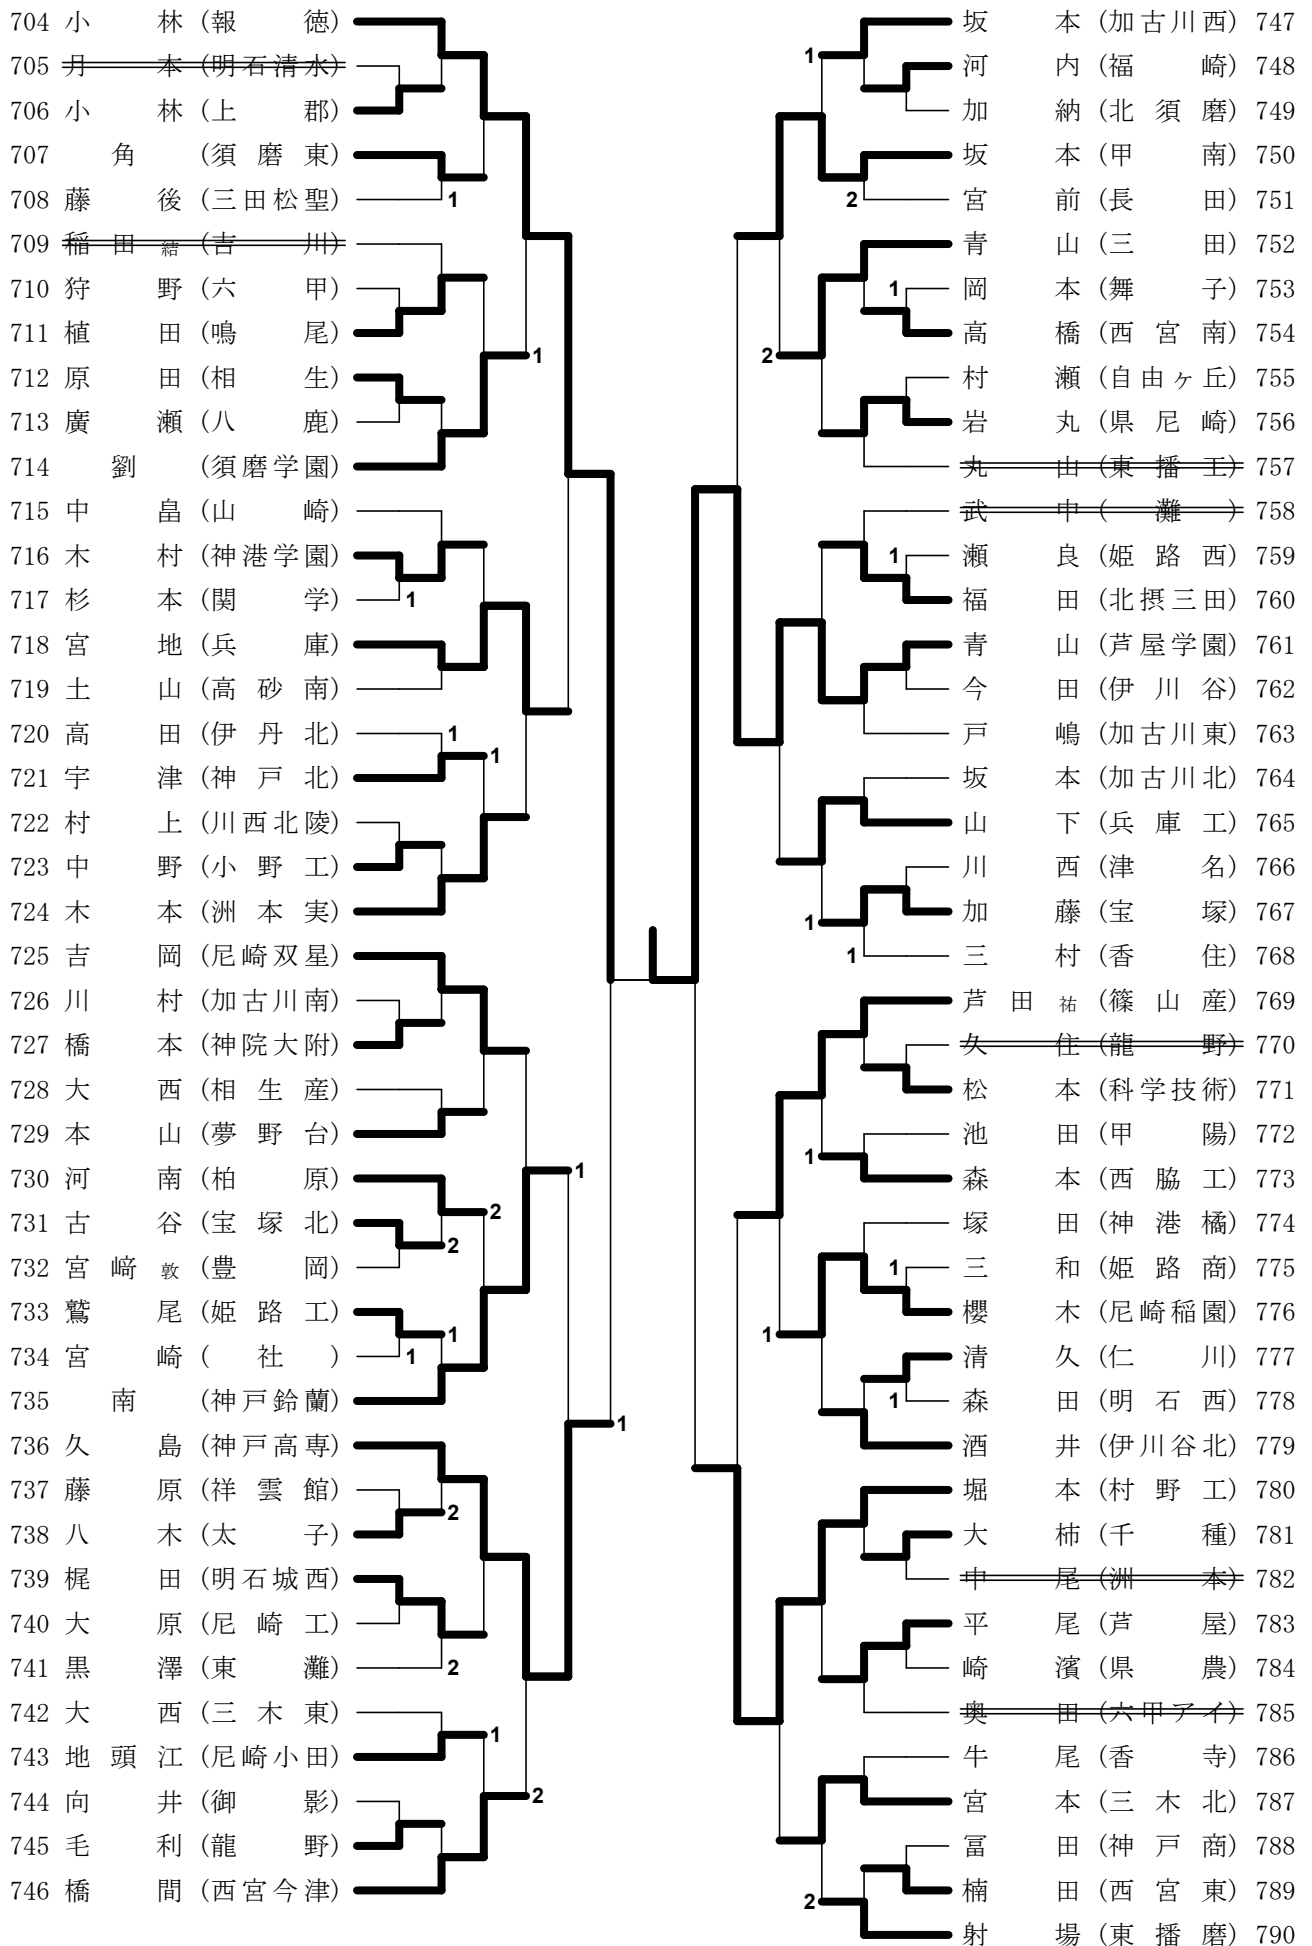 704 小林 (報徳)
705 月本 (明石清水)
706 小林 (上郡)
707 角 (須磨東)
708 藤後 (三田松聖)
1
709 稲田 結 (吉川)
710 狩野 (六甲)
711 植田 (鳴尾)
1
712 原田 (相生)
713 廣瀬 (八鹿)
714 劉 (須磨学園)
715 中畠 (山崎)
716 木村 (神港学園)
717 杉本 (関学)
1
718 宮地 (兵庫)
719 土山 (高砂南)
720 高田 (伊丹北)
1
1
721 宇津 (神戸北)
722 村上 (川西北陵)
723 中野 (小野工)
724 木本 (洲本実)
725 吉岡 (尼崎双星)
726 川村 (加古川南)
727 橋本 (神院大附)
728 大西 (相生産)
729 本山 (夢野台)
1
730 河南 (柏原)
2
731 古谷 (宝塚北)
2
732 宮﨑 敦 (豊岡)
733 鷲尾 (姫路工)
1
734 宮崎 (社)
1
735 南 (神戸鈴蘭)
1
736 久島 (神戸高専)
737 藤原 (祥雲館)
2
738 八木 (太子)
739 梶田 (明石城西)
740 大原 (尼崎工)
741 黒澤 (東灘)
2
742 大西 (三木東)
1
743 地頭江 (尼崎小田)
2
744 向井 (御影)
745 毛利 (龍野)
746 橋間 (西宮今津)
坂本 (加古川西) 747
1
河内 (福崎) 748
加納 (北須磨) 749
坂本 (甲南) 750
2
宮前 (長田) 751
青山 (三田) 752
1
岡本 (舞子) 753
高橋 (西宮南) 754
2
村瀬 (自由ヶ丘) 755
岩丸 (県尼崎) 756
丸山 (東播工) 757
武中 (灘) 758
1
瀬良 (姫路西) 759
福田 (北摂三田) 760
青山 (芦屋学園) 761
今田 (伊川谷) 762
戸嶋 (加古川東) 763
坂本 (加古川北) 764
山下 (兵庫工) 765
川西 (津名) 766
加藤 (宝塚) 767
1
1
三村 (香住) 768
芦田 祐 (篠山産) 769
久住 (龍野) 770
松本 (科学技術) 771
池田 (甲陽) 772
1
森本 (西脇工) 773
塚田 (神港橘) 774
1
三和 (姫路商) 775
櫻木 (尼崎稲園) 776
1
清久 (仁川) 777
1
森田 (明石西) 778
酒井 (伊川谷北) 779
堀本 (村野工) 780
大柿 (千種) 781
中尾 (洲本) 782
平尾 (芦屋) 783
崎濱 (県農) 784
奥田 (六甲アイ) 785
牛尾 (香寺) 786
宮本 (三木北) 787
冨田 (神戸商) 788
楠田 (西宮東) 789
2
射場 (東播磨) 790